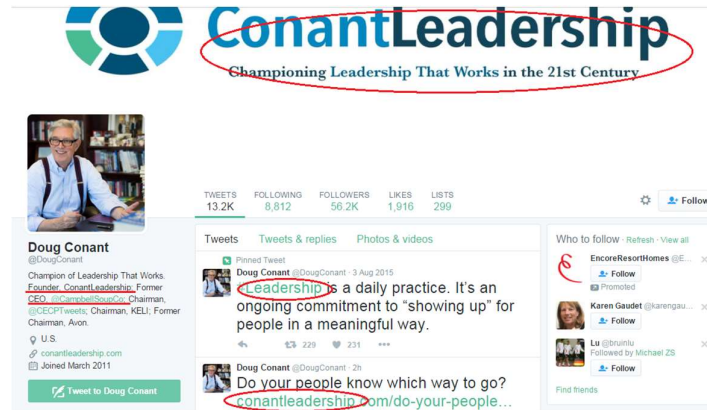 ConantLeadership
Championing Leadership That Works in the 21st Century
TWEETS FOLLOWING FOLLOWERS LIKES LISTS
13.2K 8,812 56.2K 1,916 299
Follow
Doug Conant
@DougConant
Champion of Leadership That Works.
Founder, ConantLeadership; Former
CEO, @CampbellSoupCo; Chairman,
@CECPTweets; Chairman, KELI; Former
Chairman, Avon.
U.S.
conantleadership.com
Joined March 2011
Tweet to Doug Conant
Tweets Tweets & replies Photos & videos
Pinned Tweet
Doug Conant @DougConant · 3 Aug 2015
#Leadership is a daily practice. It's an
ongoing commitment to "showing up" for
people in a meaningful way.
229 231
Doug Conant @DougConant · 2h
Do your people know which way to go?
conantleadership.com/do-your-people...
Who to follow · Refresh · View all
EncoreResortHomes @E...
Follow
Promoted
Karen Gaudet @karengau...
Follow
Lu @bruinlu
Followed by Michael ZS
Follow
Find friends